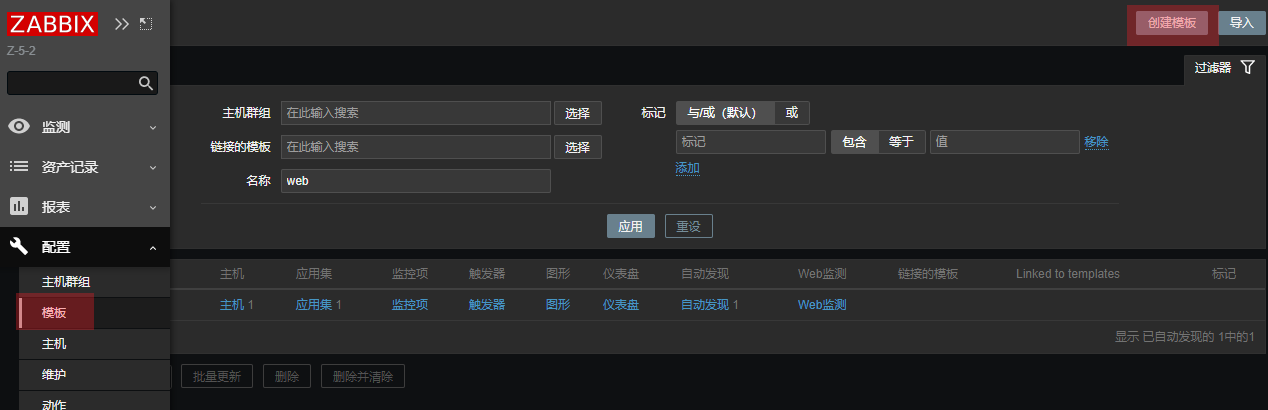 ZABBIX
Z-5-2
监测
资产记录
报表
配置
主机群组
模板
主机
维护
动作
创建模板 导入
过滤器
主机群组 在此输入搜索 选择 标记 与/或（默认） 或
标记 包含 等于 值 移除
链接的模板 在此输入搜索 选择
添加
名称 web
应用 重设
主机 应用集 监控项 触发器 图形 仪表盘 自动发现 Web监测 链接的模板 Linked to templates 标记
主机 1 应用集 1 监控项 触发器 图形 仪表盘 自动发现 1 Web监测
显示 已自动发现的 1中的1
批量更新 删除 删除并清除